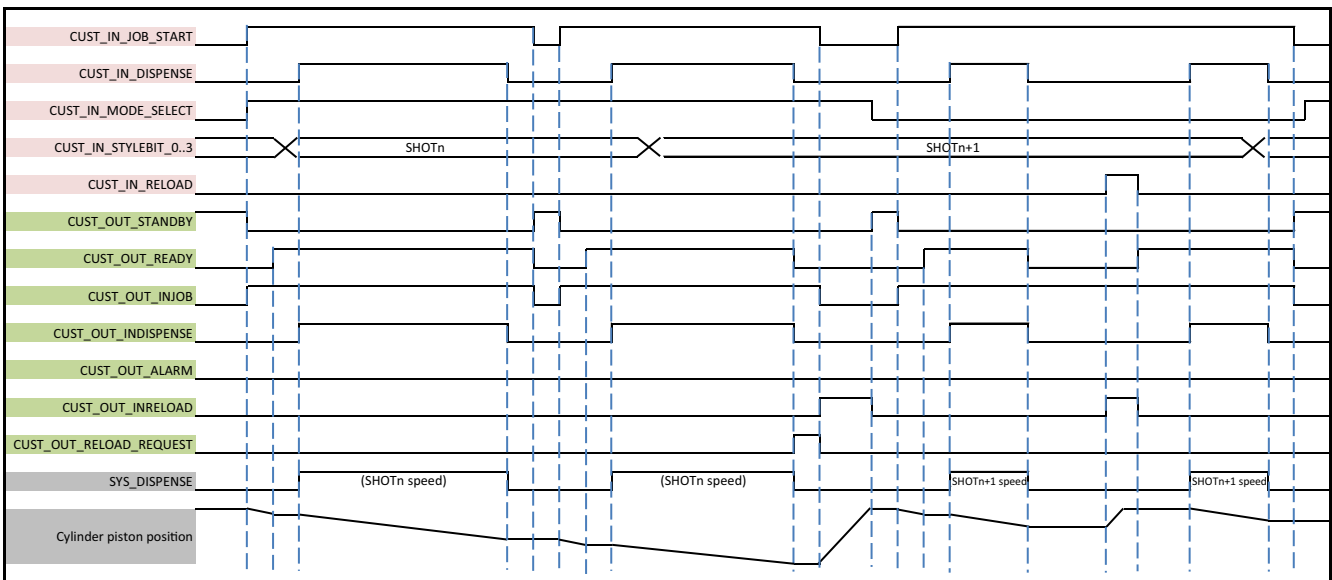 CUST_IN_JOB_START
CUST_IN_DISPENSE
CUST_IN_MODE_SELECT
CUST_IN_STYLEBIT_0..3
SHOTn
SHOTn+1
CUST_IN_RELOAD
CUST_OUT_STANDBY
CUST_OUT_READY
CUST_OUT_INJOB
CUST_OUT_INDISPENSE
CUST_OUT_ALARM
CUST_OUT_INRELOAD
CUST_OUT_RELOAD_REQUEST
SYS_DISPENSE
(SHOTn speed)
(SHOTn speed)
SHOTn+1 speed
SHOTn+1 speed
Cylinder piston position